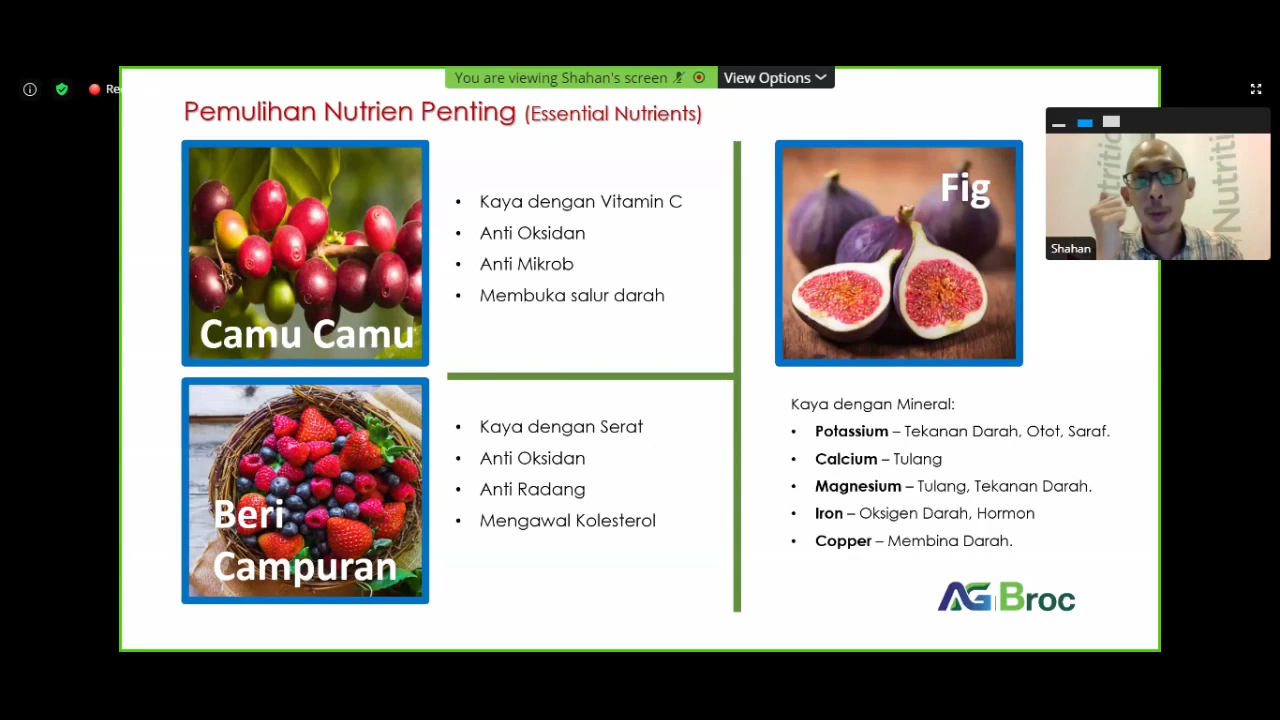 You are viewing Shahan's screen
View Options
Pemulihan Nutrien Penting (Essential Nutrients)
Camu Camu
• Kaya dengan Vitamin C
• Anti Oksidan
• Anti Mikrob
• Membuka salur darah
Beri
Campuran
• Kaya dengan Serat
• Anti Oksidan
• Anti Radang
• Mengawal Kolesterol
Fig
Kaya dengan Mineral:
• Potassium – Tekanan Darah, Otot, Saraf.
• Calcium – Tulang
• Magnesium – Tulang, Tekanan Darah.
• Iron – Oksigen Darah, Hormon
• Copper – Membina Darah.
AG Broc
Nutriti
Shahan